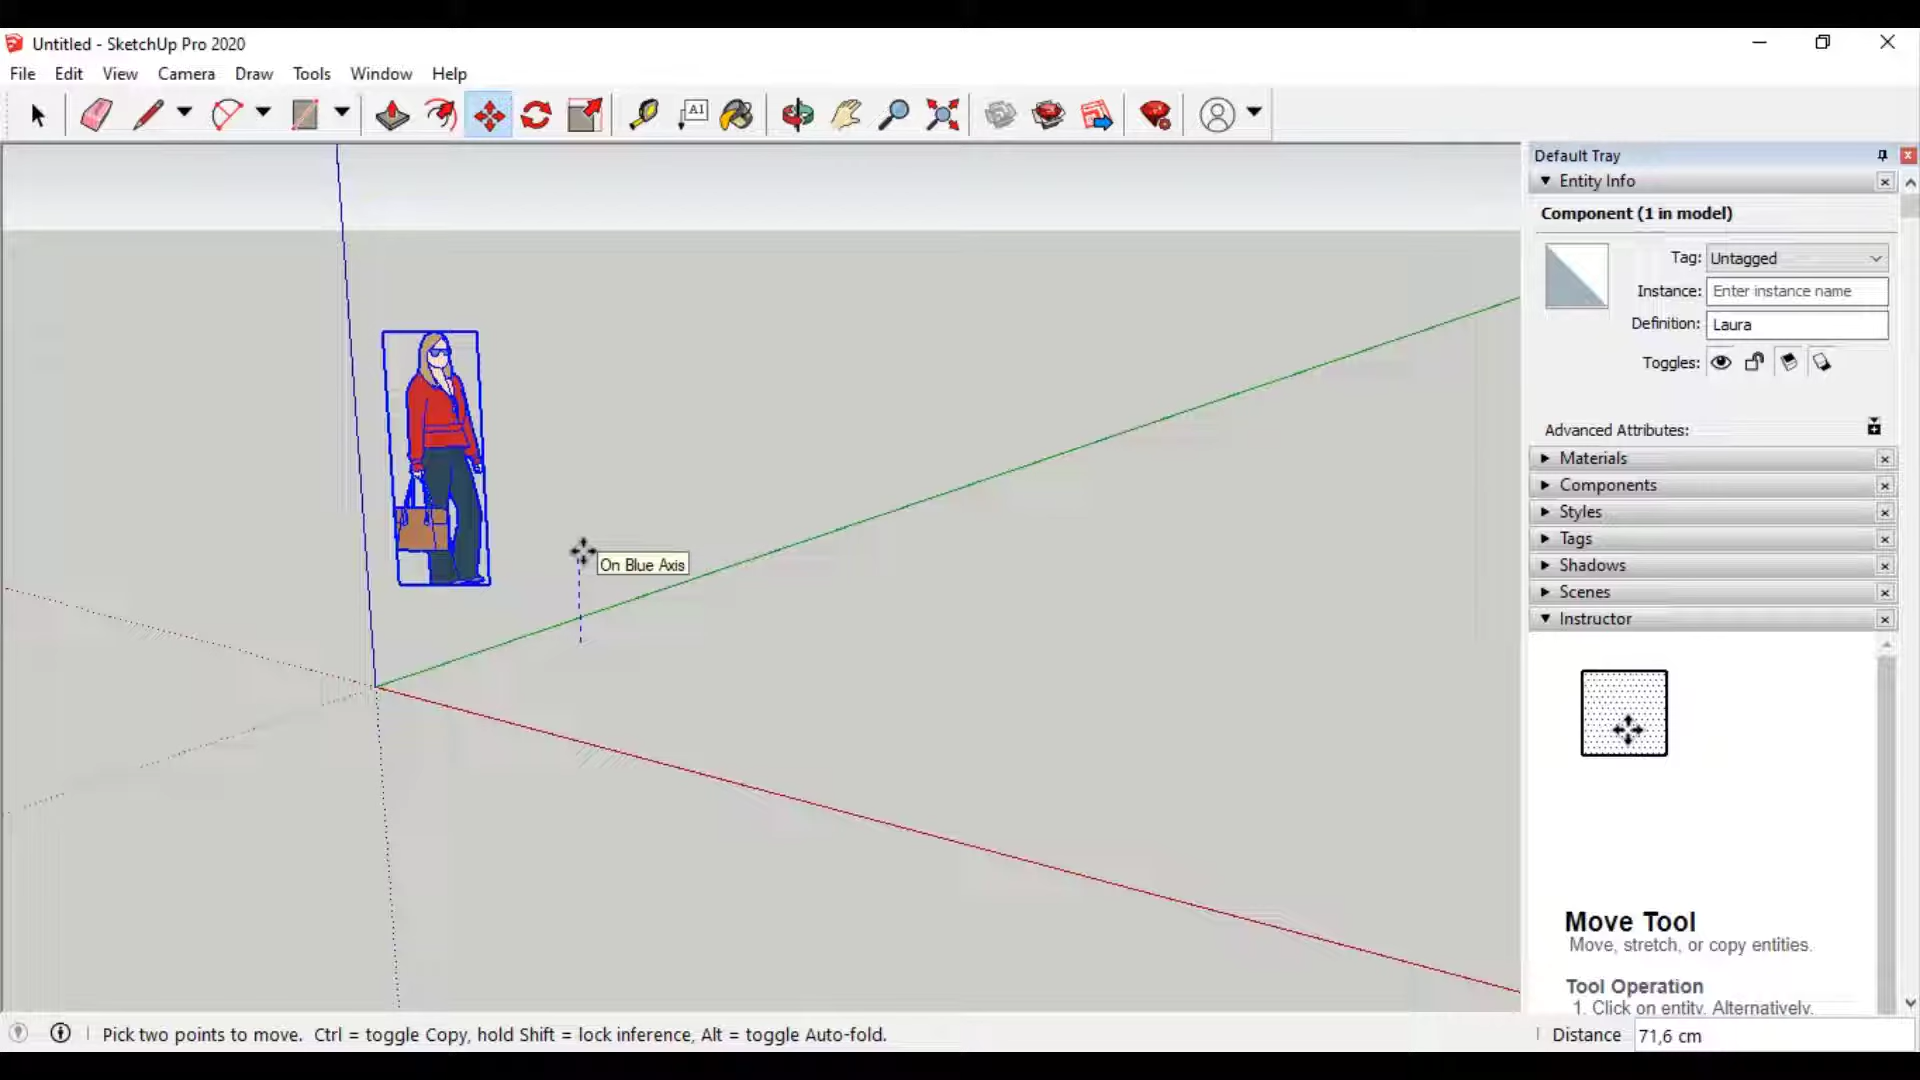 Untitled - SketchUp Pro 2020
File Edit View Camera Draw Tools Window Help
AI
Default Tray
Entity Info
Component (1 in model)
Tag: Untagged
Instance: Enter instance name
Definition: Laura
Toggles:
Advanced Attributes:
Materials
Components
Styles
Tags
Shadows
Scenes
Instructor
On Blue Axis
Move Tool
Move, stretch, or copy entities.
Tool Operation
1. Click on entity. Alternatively,
Pick two points to move. Ctrl = toggle Copy, hold Shift = lock inference, Alt = toggle Auto-fold.
Distance 71,6 cm